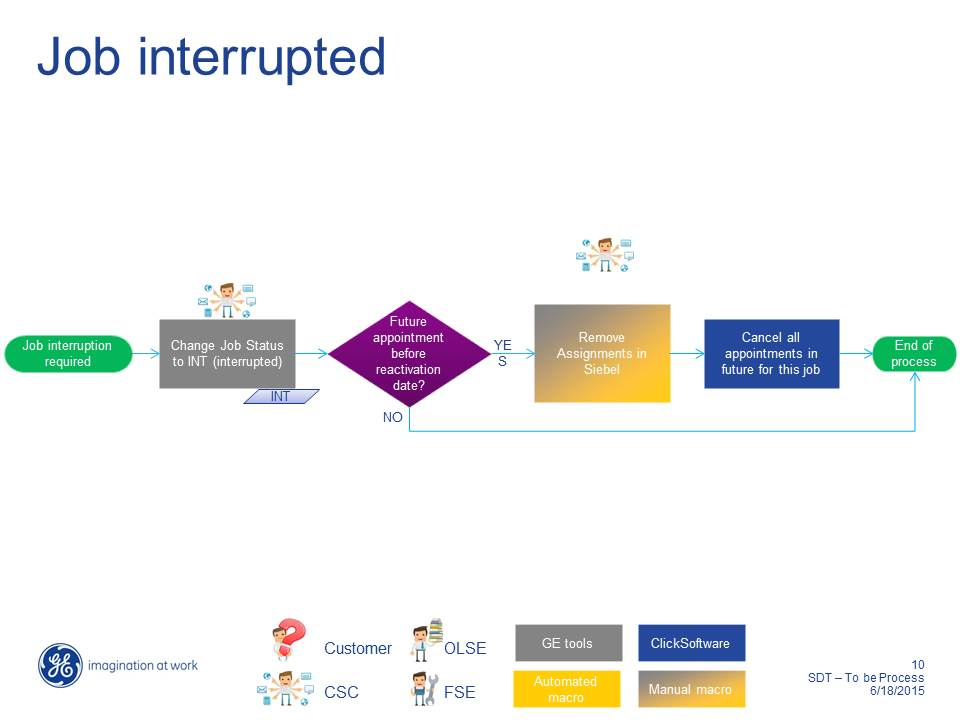 Job interrupted
Job interruption
required
Change Job Status
to INT (interrupted)
INT
Future
appointment
before
reactivation
date?
YE
S
NO
Remove
Assignments in
Siebel
Cancel all
appointments in
future for this job
End of
process
imagination at work
Customer
OLSE
CSC
FSE
GE tools
ClickSoftware
Automated
macro
Manual macro
10
SDT – To be Process
6/18/2015